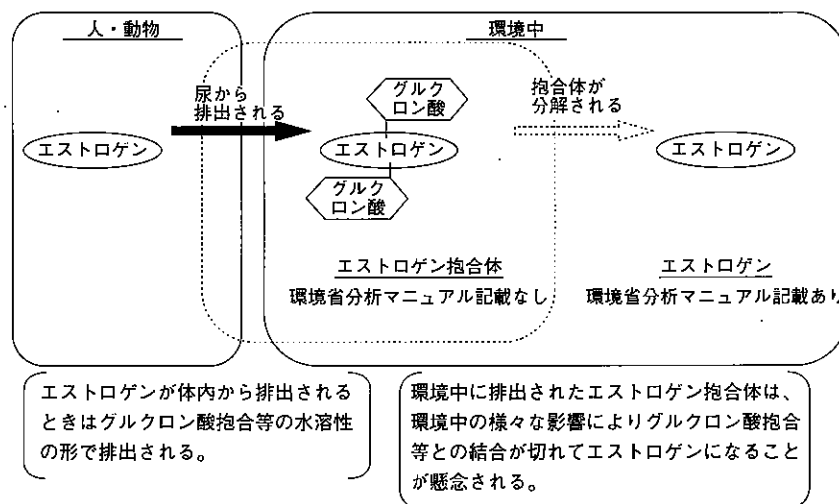 人・動物
環境中
尿から
排出される
グルク
ロン酸
抱合体が
分解される
エストロゲン
エストロゲン
エストロゲン
グルク
ロン酸
エストロゲン抱合体
環境省分析マニュアル記載なし
エストロゲン
環境省分析マニュアル記載あり
エストロゲンが体内から排出される
ときはグルクロン酸抱合等の水溶性
の形で排出される。
環境中に排出されたエストロゲン抱合体は、
環境中の様々な影響によりグルクロン酸抱合
等との結合が切れてエストロゲンになること
が懸念される。